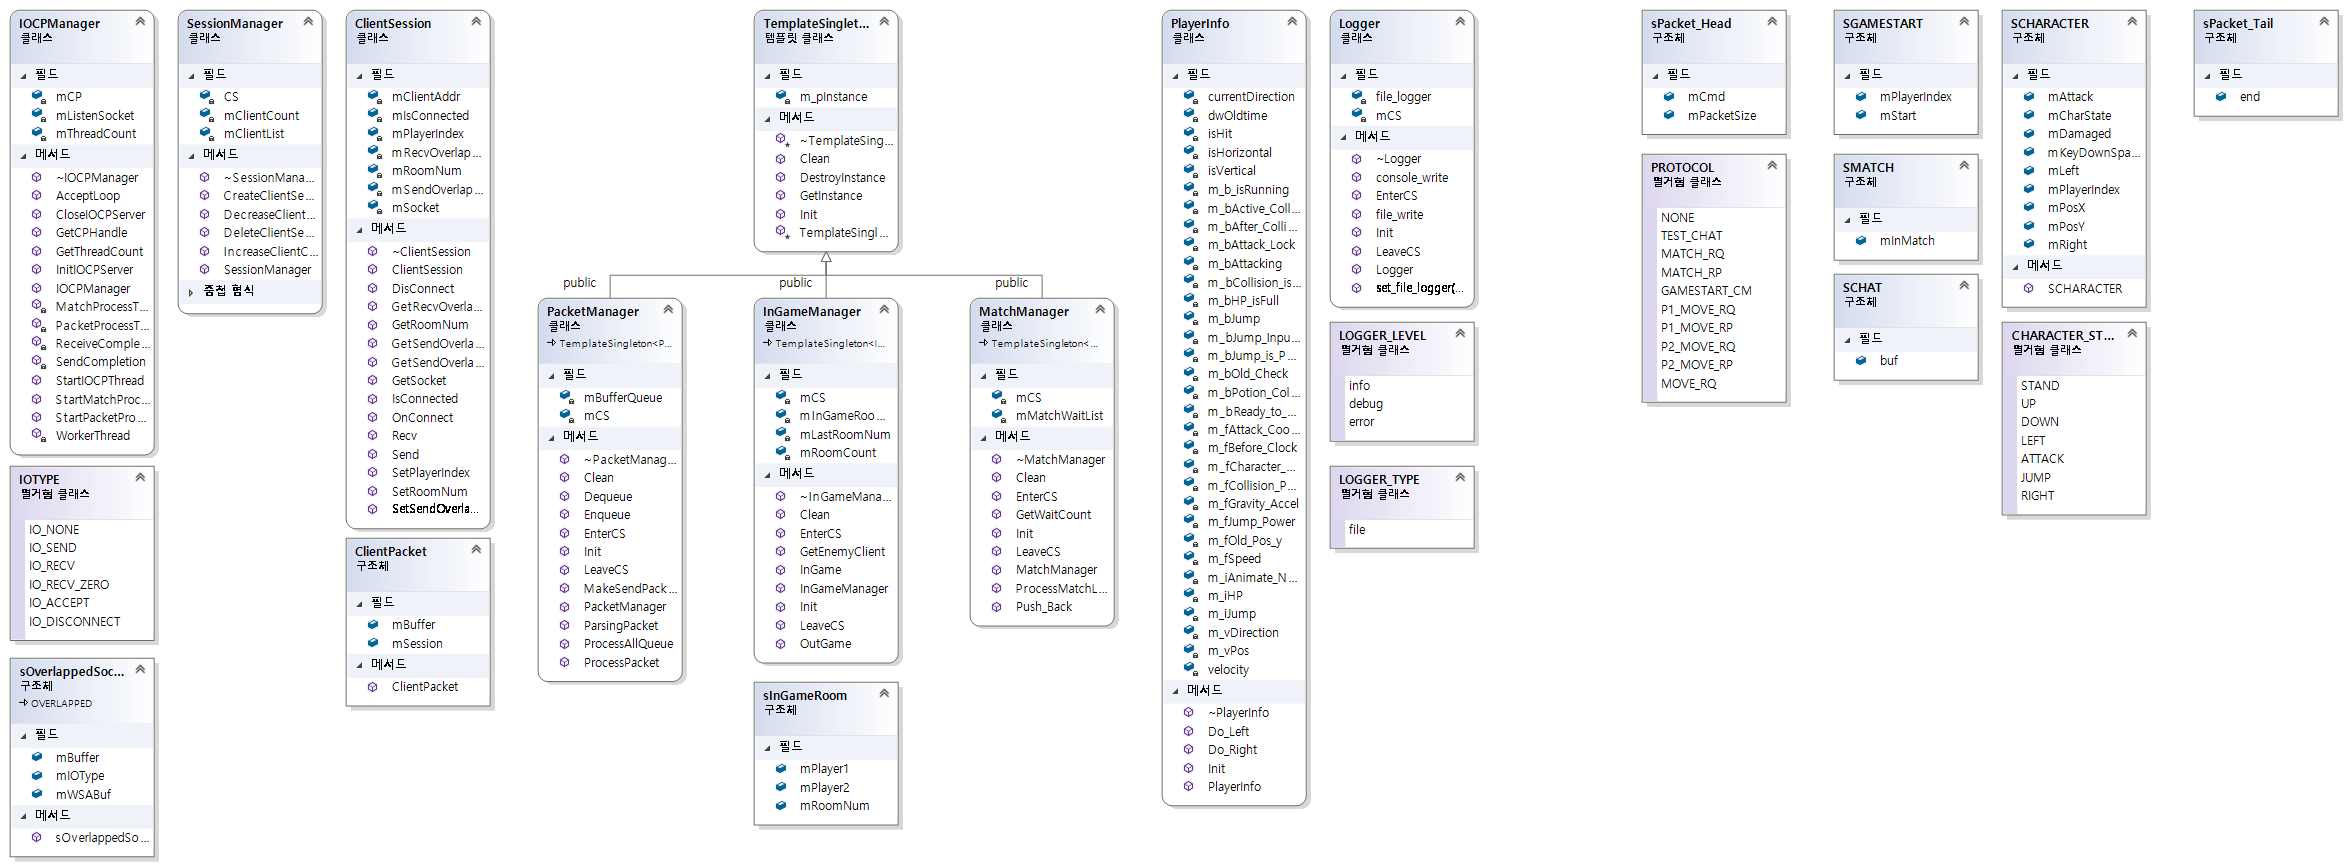 IOCPManager
클래스
필드
mCP
mListenSocket
mThreadCount
메서드
~IOCPManager
AcceptLoop
CloseIOCPServer
GetCPHandle
GetThreadCount
InitIOCPServer
IOCPManager
MatchProcessT...
PacketProcessT...
ReceiveComple...
SendCompletion
StartIOCPThread
StartMatchProc...
StartPacketPro...
WorkerThread
IOTYPE
열거형 클래스
IO_NONE
IO_SEND
IO_RECV
IO_RECV_ZERO
IO_ACCEPT
IO_DISCONNECT
sOverlappedSoc...
구조체
OVERLAPPED
필드
mBuffer
mIOType
mWSABuf
메서드
sOverlappedSo...
SessionManager
클래스
필드
CS
mClientCount
mClientList
메서드
~SessionMana...
CreateClientSe...
DecreaseClient...
DeleteClientSe...
IncreaseClientC...
SessionManager
중첩 형식
ClientSession
클래스
필드
mClientAddr
mIsConnected
mPlayerIndex
mRecvOverlap...
mRoomNum
mSendOverlap...
mSocket
메서드
~ClientSession
ClientSession
DisConnect
GetRecvOverla...
GetRoomNum
GetSendOverla...
GetSendOverla...
GetSocket
IsConnected
OnConnect
Recv
Send
SetPlayerIndex
SetRoomNum
SetSendOverla...
ClientPacket
구조체
필드
mBuffer
mSession
메서드
ClientPacket
TemplateSinglet...
템플릿 클래스
필드
m_pInstance
메서드
~TemplateSing...
Clean
DestroyInstance
GetInstance
Init
TemplateSingl...
public
public
public
PacketManager
클래스
TemplateSingleton<P...
필드
mBufferQueue
mCS
메서드
~PacketManag...
Clean
Dequeue
Enqueue
EnterCS
Init
LeaveCS
MakeSendPack...
PacketManager
ParsingPacket
ProcessAllQueue
ProcessPacket
InGameManager
클래스
TemplateSingleton<I...
필드
mCS
mInGameRoo...
mLastRoomNum
mRoomCount
메서드
~InGameMana...
Clean
EnterCS
GetEnemyClient
InGame
InGameManager
Init
LeaveCS
OutGame
sInGameRoom
구조체
필드
mPlayer1
mPlayer2
mRoomNum
MatchManager
클래스
TemplateSingleton<...
필드
mCS
mMatchWaitList
메서드
~MatchManager
Clean
EnterCS
GetWaitCount
Init
LeaveCS
MatchManager
ProcessMatchL...
Push_Back
PlayerInfo
클래스
필드
currentDirection
dwOldtime
isHit
isHorizontal
isVertical
m_b_isRunning
m_bActive_Coll...
m_bAfter_Colli...
m_bAttack_Lock
m_bAttacking
m_bCollision_is...
m_bHP_isFull
m_bJump
m_bJump_Inpu...
m_bJump_is_P...
m_bOld_Check
m_bPotion_Col...
m_bReady_to_...
m_fAttack_Coo...
m_fBefore_Clock
m_fCharacter_...
m_fCollision_P...
m_fGravity_Accel
m_fJump_Power
m_fOld_Pos_y
m_fSpeed
m_iAnimate_N...
m_iHP
m_iJump
m_vDirection
m_vPos
velocity
메서드
~PlayerInfo
Do_Left
Do_Right
Init
PlayerInfo
Logger
클래스
필드
file_logger
mCS
메서드
~Logger
console_write
EnterCS
file_write
Init
LeaveCS
Logger
set_file_logger(...
LOGGER_LEVEL
열거형 클래스
info
debug
error
LOGGER_TYPE
열거형 클래스
file
sPacket_Head
구조체
필드
mCmd
mPacketSize
PROTOCOL
열거형 클래스
NONE
TEST_CHAT
MATCH_RQ
MATCH_RP
GAMESTART_CM
P1_MOVE_RQ
P1_MOVE_RP
P2_MOVE_RQ
P2_MOVE_RP
MOVE_RQ
SGAMESTART
구조체
필드
mPlayerIndex
mStart
SMATCH
구조체
필드
mInMatch
SCHAT
구조체
필드
buf
SCHARACTER
구조체
필드
mAttack
mCharState
mDamaged
mKeyDownSpa...
mLeft
mPlayerIndex
mPosX
mPosY
mRight
메서드
SCHARACTER
CHARACTER_ST...
열거형 클래스
STAND
UP
DOWN
LEFT
ATTACK
JUMP
RIGHT
sPacket_Tail
구조체
필드
end